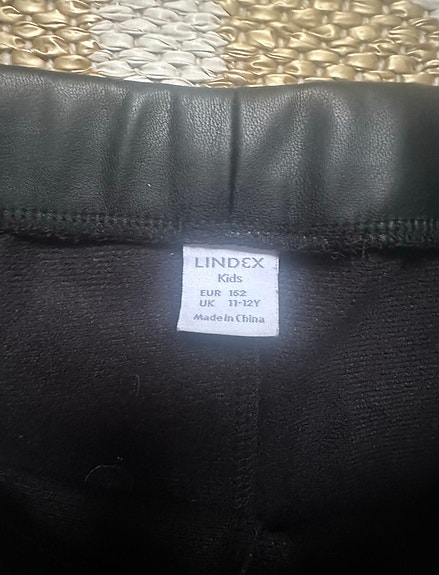 LINDEX
Kids
EUR 152
UK 11-12Y
Made in China